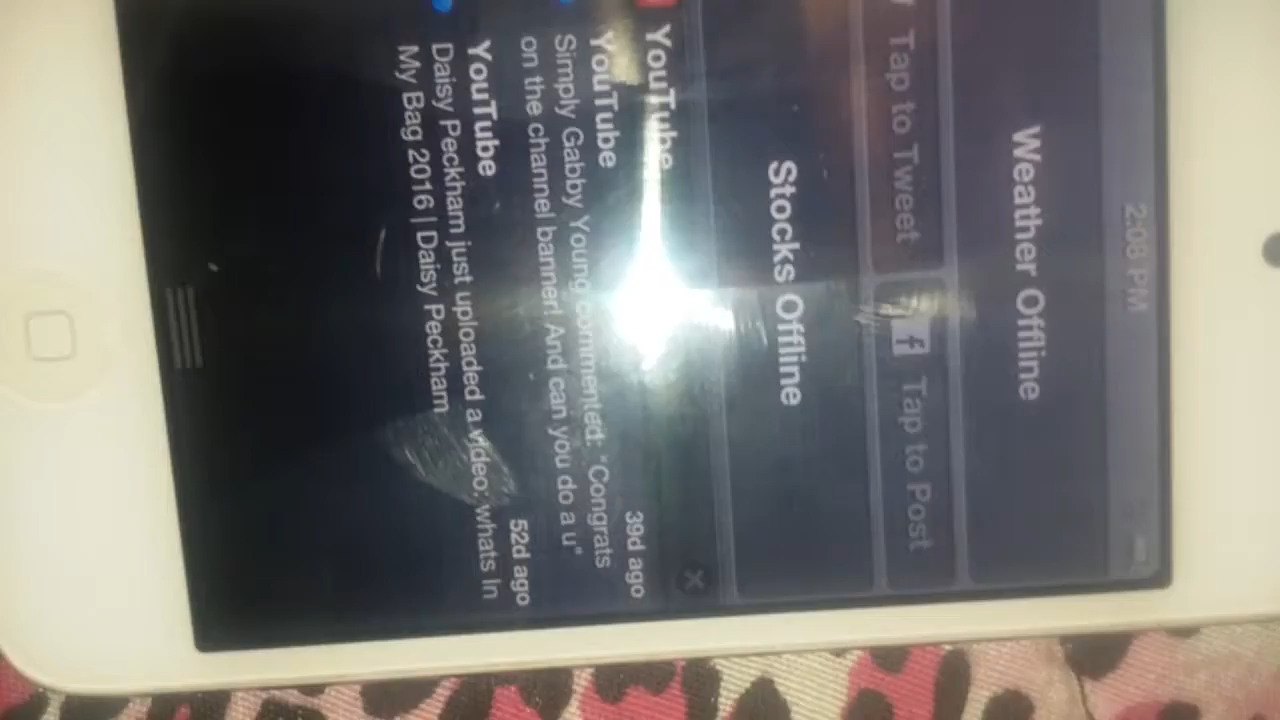 2:08 PM
Weather Offline
Tap to Tweet
f Tap to Post
Stocks Offline
YouTube
YouTube 39d ago
Simply Gabby Young commented: "Congrats
on the channel banner! And can you do a u"
YouTube 52d ago
Daisy Peckham just uploaded a video: whats In
My Bag 2016 | Daisy Peckham